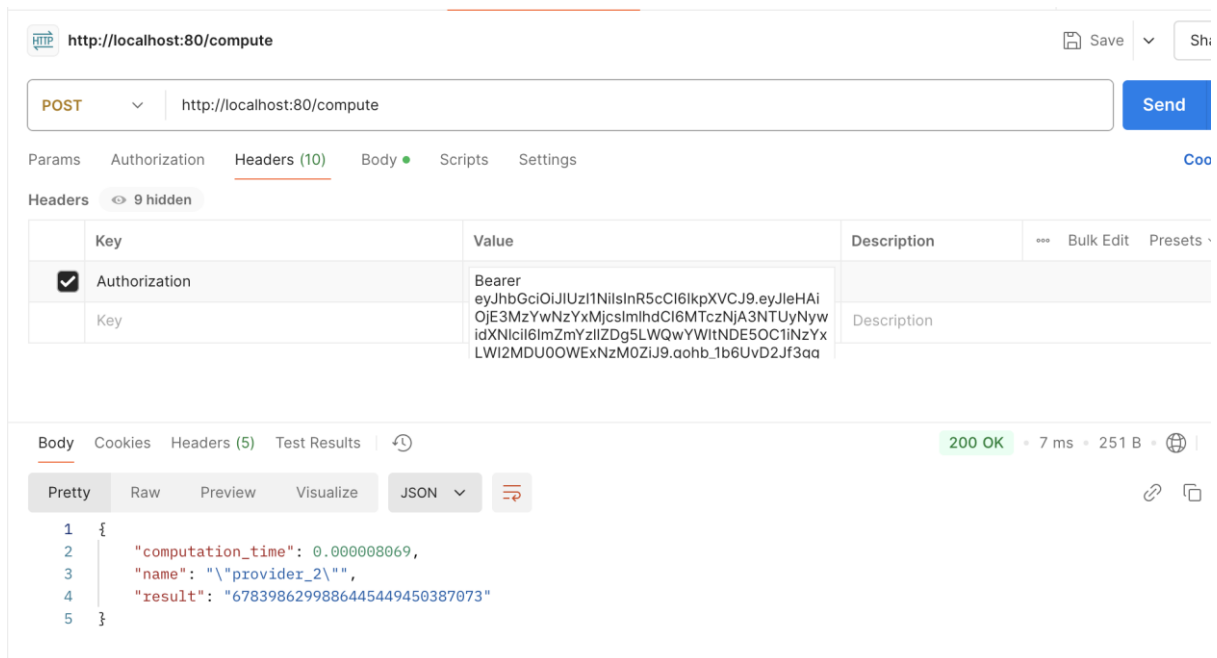 HTTP http://localhost:80/compute Save Sha
POST http://localhost:80/compute Send
Params Authorization Headers (10) Body Scripts Settings Coo
Headers 9 hidden
Key Value Description Bulk Edit Presets
Authorization Bearer
eyJhbGciOiJIUzI1NiIsInR5cCI6IkpXVCJ9.eyJleHAi
OjE3MzYwNzYxMjcsImlhdCI6MTczNjA3NTUyNyw
idXNlciI6ImZmYzllZDg5LWQwYWItNDE5OC1iNzYx
LWI2MDU0OWExNzM0ZiJ9.gohb_1b6UvD2Jf3gg
Key Description
Body Cookies Headers (5) Test Results 200 OK 7 ms 251 B
Pretty Raw Preview Visualize JSON
1 {
2 "computation_time": 0.000008069,
3 "name": "\"provider_2\"",
4 "result": "67839862998864454494503870​73"
5 }